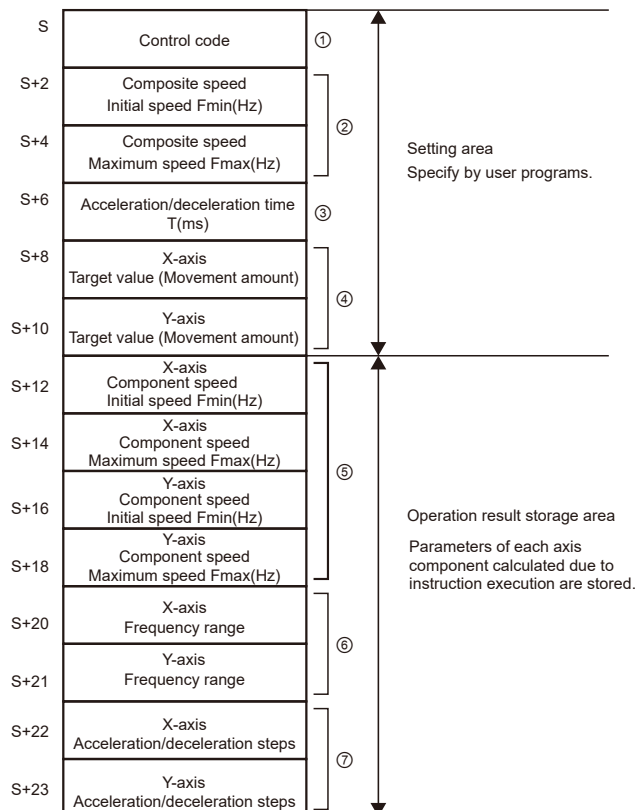 S
Control code
①
S+2
Composite speed
Initial speed Fmin(Hz)
②
S+4
Composite speed
Maximum speed Fmax(Hz)
Setting area
Specify by user programs.
S+6
Acceleration/deceleration time
T(ms)
③
S+8
X-axis
Target value (Movement amount)
④
S+10
Y-axis
Target value (Movement amount)
S+12
X-axis
Component speed
Initial speed Fmin(Hz)
S+14
X-axis
Component speed
Maximum speed Fmax(Hz)
⑤
S+16
Y-axis
Component speed
Initial speed Fmin(Hz)
S+18
Y-axis
Component speed
Maximum speed Fmax(Hz)
Operation result storage area
Parameters of each axis
component calculated due to
instruction execution are stored.
S+20
X-axis
Frequency range
⑥
S+21
Y-axis
Frequency range
S+22
X-axis
Acceleration/deceleration steps
⑦
S+23
Y-axis
Acceleration/deceleration steps